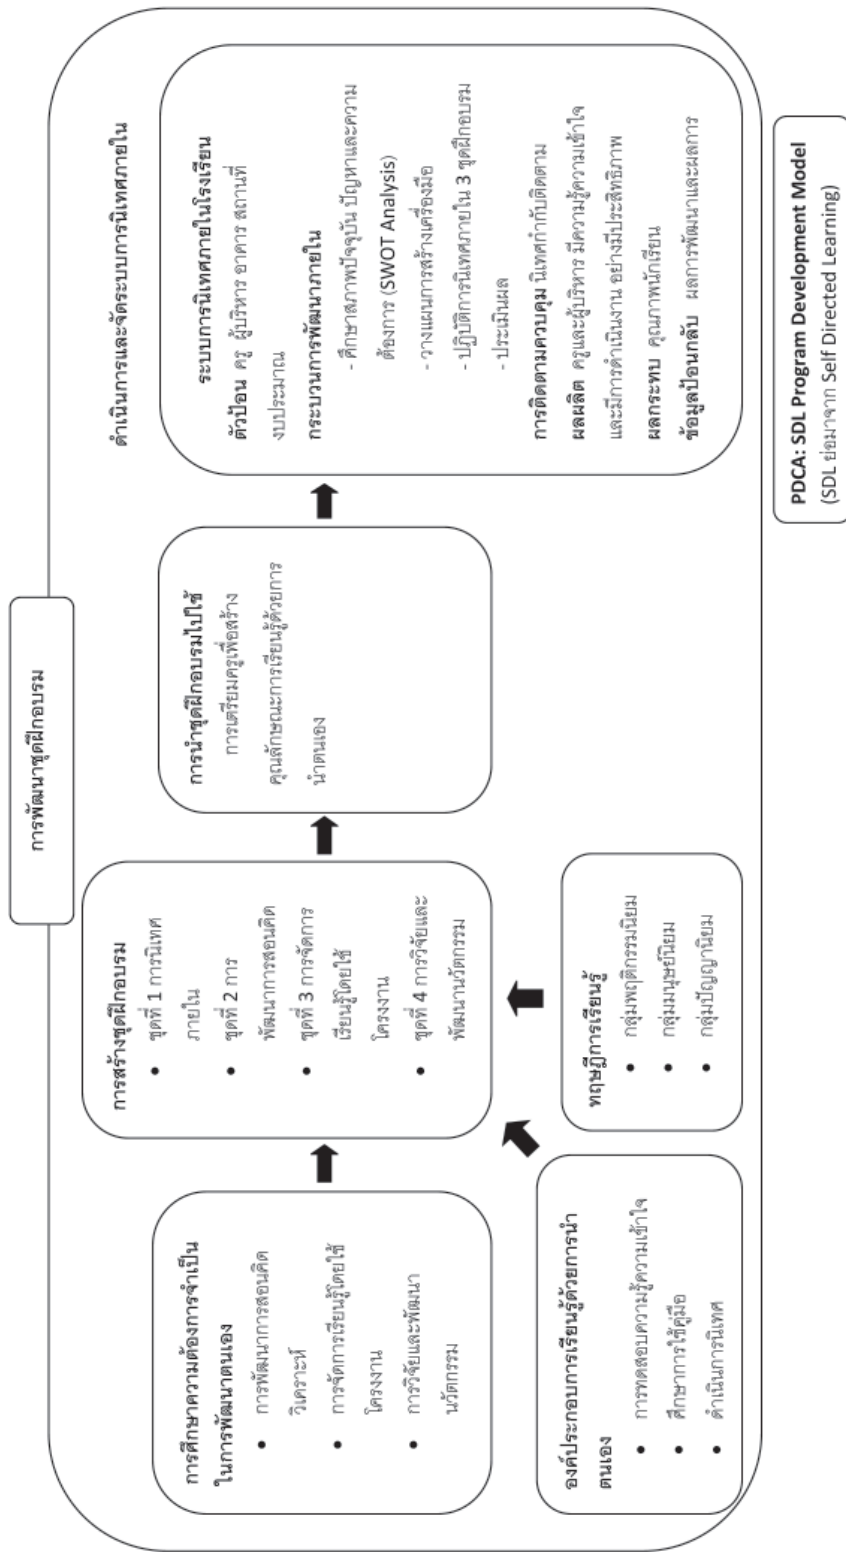 การพัฒนาชุดฝึกอบรม
การศึกษาความต้องการจำเป็น
ในการพัฒนาตนเอง
● การพัฒนาการสอนคิด
วิเคราะห์
● การจัดการเรียนรู้โดยใช้
โครงงาน
● การวิจัยและพัฒนา
นวัตกรรม
องค์ประกอบการเรียนรู้ด้วยการนำ
ตนเอง
● การทดสอบความรู้ความเข้าใจ
● ศึกษาการใช้คู่มือ
● ดำเนินการนิเทศ
การสร้างชุดฝึกอบรม
● ชุดที่ 1 การนิเทศ
ภายใน
● ชุดที่ 2 การ
พัฒนาการสอนคิด
● ชุดที่ 3 การจัดการ
เรียนรู้โดยใช้
โครงงาน
● ชุดที่ 4 การวิจัยและ
พัฒนานวัตกรรม
ทฤษฎีการเรียนรู้
● กลุ่มพฤติกรรมนิยม
● กลุ่มมนุษย์นิยม
● กลุ่มปัญญานิยม
การนำชุดฝึกอบรมไปใช้
การเตรียมครูเพื่อสร้าง
คุณลักษณะการเรียนรู้ด้วยการ
นำตนเอง
ดำเนินการและจัดระบบการนิเทศภายใน
ระบบการนิเทศภายในโรงเรียน
ตัวป้อน ครู ผู้บริหาร อาคาร สถานที่
งบประมาณ
กระบวนการพัฒนาภายใน
- ศึกษาสภาพปัจจุบัน ปัญหาและความ
ต้องการ (SWOT Analysis)
- วางแผนการสร้างเครื่องมือ
- ปฏิบัติการนิเทศภายใน 3 ชุดฝึกอบรม
- ประเมินผล
การติดตามควบคุม นิเทศกำกับติดตาม
ผลผลิต ครูและผู้บริหาร มีความรู้ความเข้าใจ
และมีการดำเนินงาน อย่างมีประสิทธิภาพ
ผลกระทบ คุณภาพนักเรียน
ข้อมูลป้อนกลับ ผลการพัฒนาและผลการ
PDCA: SDL Program Development Model
(SDL ย่อมาจาก Self Directed Learning)